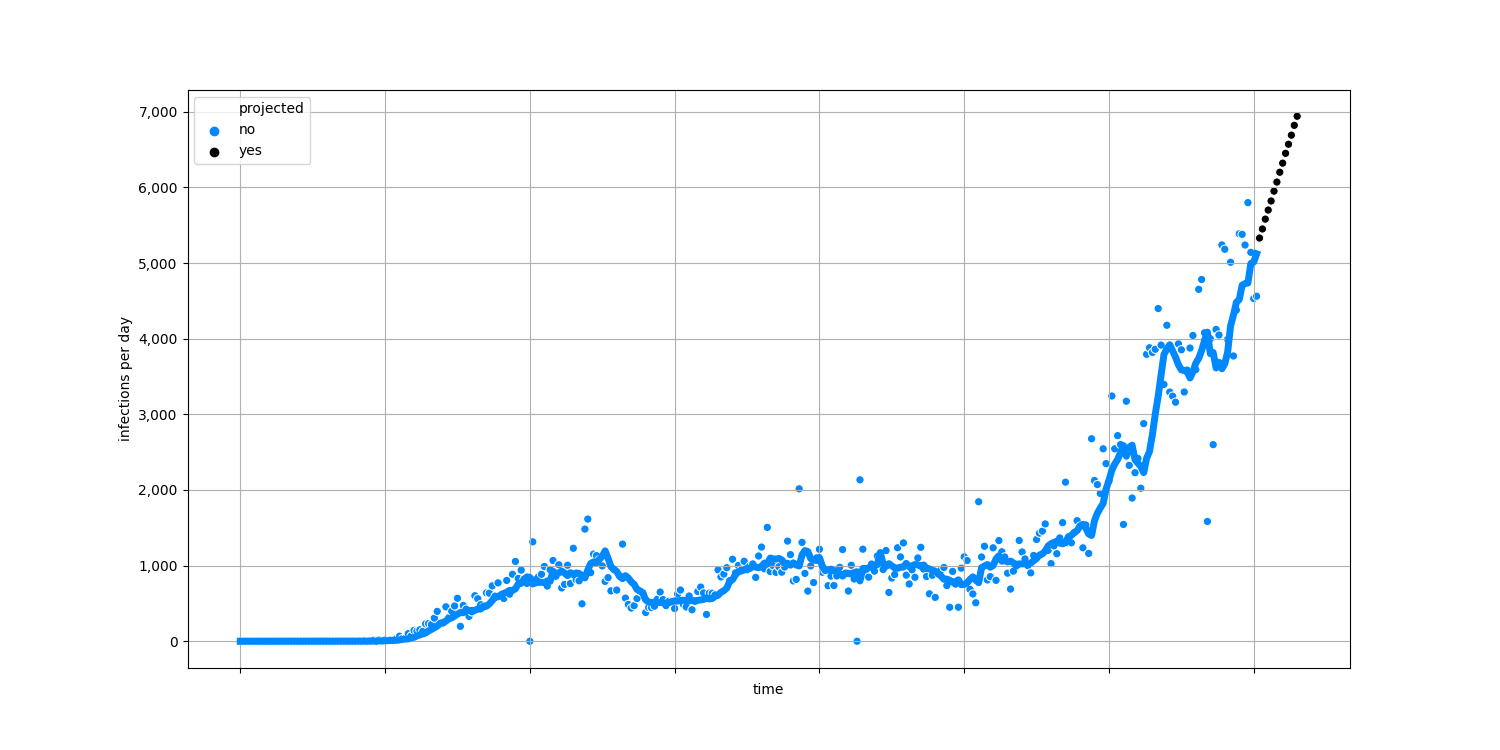 projected
no
yes
7,000
6,000
5,000
4,000
3,000
2,000
1,000
0
infections per day
time